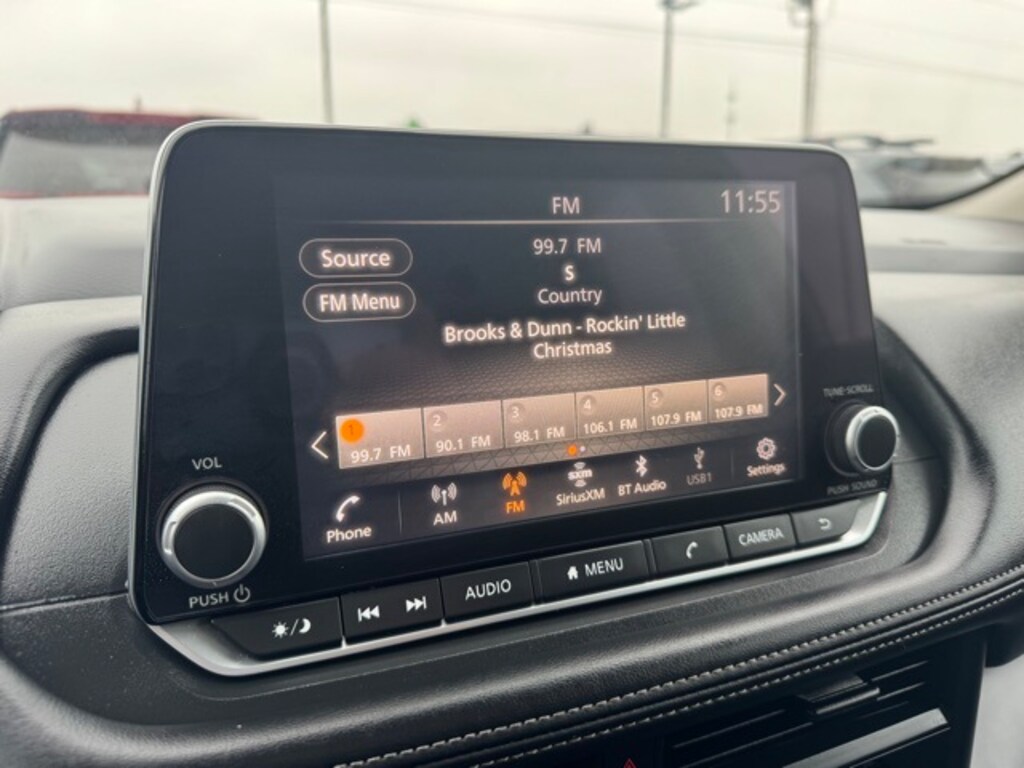 FM
11:55
Source
99.7 FM
S
FM Menu
Country
Brooks & Dunn - Rockin' Little
Christmas
1
2
3
4
5
6
99.7 FM
90.1 FM
98.1 FM
106.1 FM
107.9 FM
107.9 FM
Phone
AM
FM
sxm
SiriusXM
BT Audio
USB1
Settings
VOL
PUSH
TUNE·SCROLL
PUSH SOUND
AUDIO
MENU
CAMERA